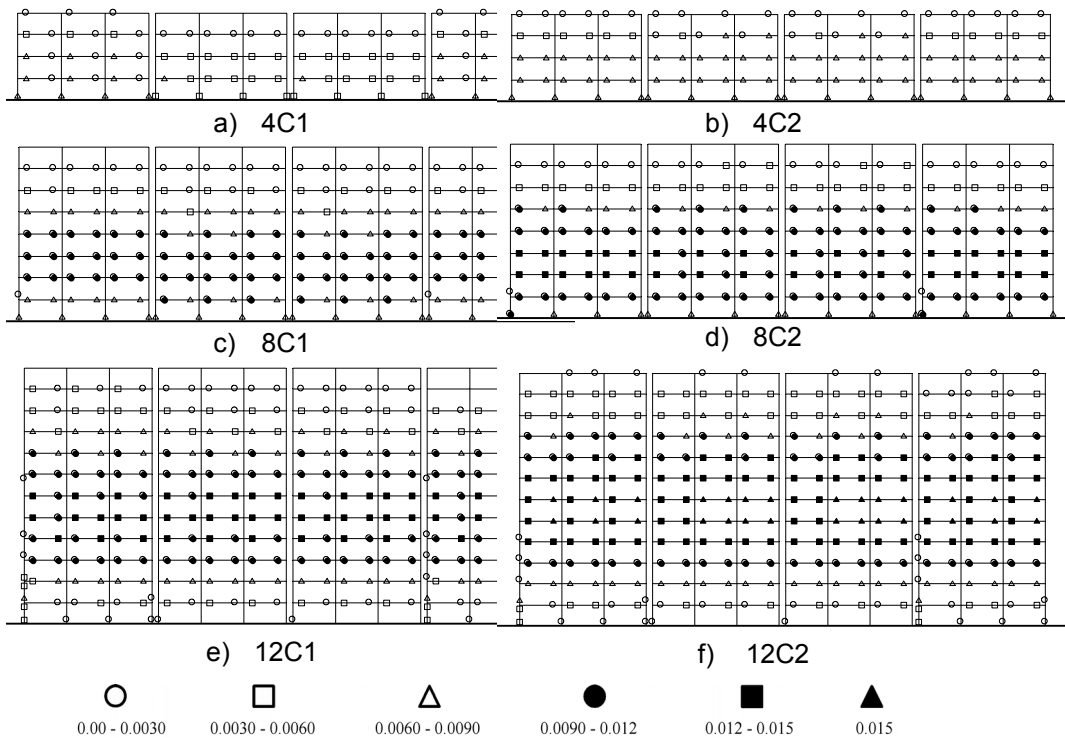 a) 4C1
b) 4C2
c) 8C1
d) 8C2
e) 12C1
f) 12C2
0.00 - 0.0030
0.0030 - 0.0060
0.0060 - 0.0090
0.0090 - 0.012
0.012 - 0.015
0.015